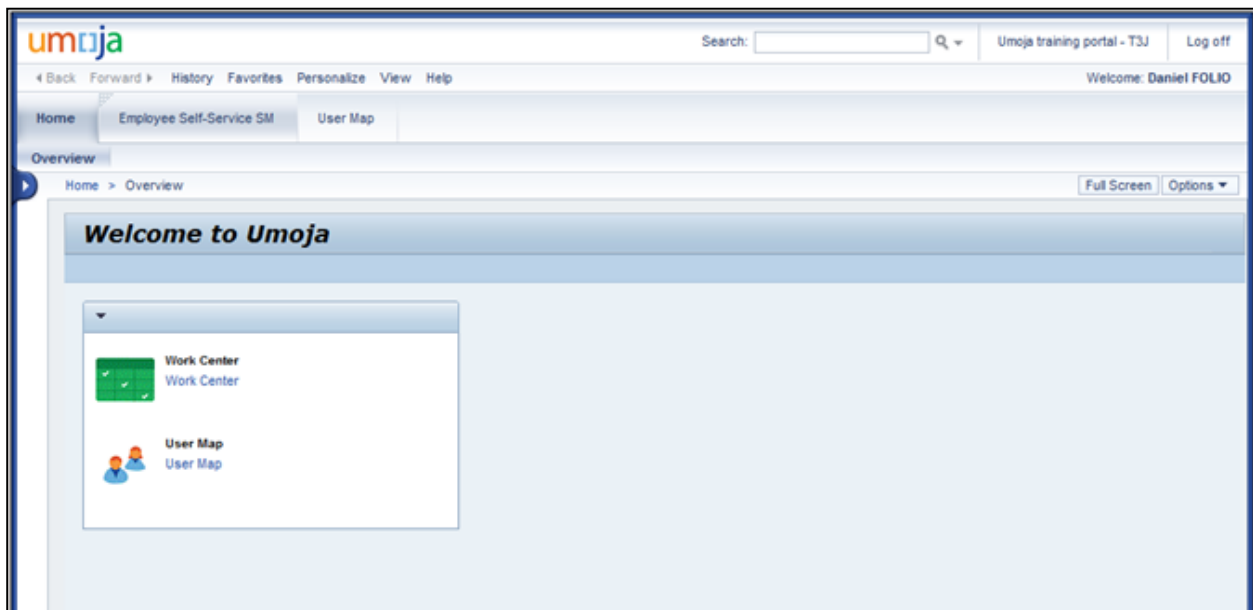 umoja
Search:
Umoja training portal - T3J
Log off
Back Forward History Favorites Personalize View Help
Welcome: Daniel FOLIO
Home Employee Self-Service SM User Map
Overview
Home > Overview
Full Screen Options
Welcome to Umoja
Work Center
Work Center
User Map
User Map